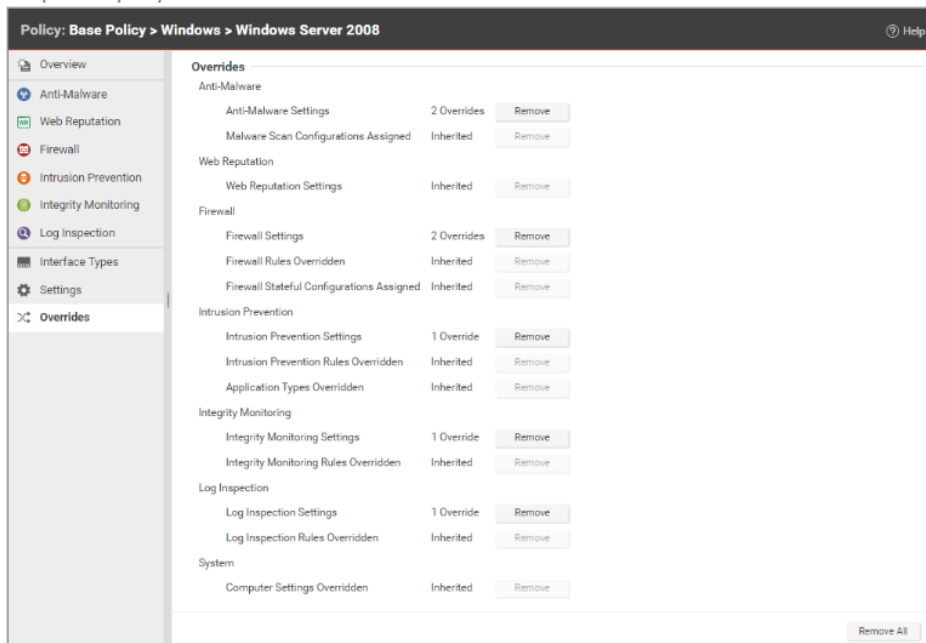 Policy: Base Policy > Windows > Windows Server 2008
Help
Overview
Anti-Malware
Web Reputation
Firewall
Intrusion Prevention
Integrity Monitoring
Log Inspection
Interface Types
Settings
Overrides
Overrides
Anti-Malware
Anti-Malware Settings 2 Overrides Remove
Malware Scan Configurations Assigned Inherited Remove
Web Reputation
Web Reputation Settings Inherited Remove
Firewall
Firewall Settings 2 Overrides Remove
Firewall Rules Overridden Inherited Remove
Firewall Stateful Configurations Assigned Inherited Remove
Intrusion Prevention
Intrusion Prevention Settings 1 Override Remove
Intrusion Prevention Rules Overridden Inherited Remove
Application Types Overridden Inherited Remove
Integrity Monitoring
Integrity Monitoring Settings 1 Override Remove
Integrity Monitoring Rules Overridden Inherited Remove
Log Inspection
Log Inspection Settings 1 Override Remove
Log Inspection Rules Overridden Inherited Remove
System
Computer Settings Overridden Inherited Remove
Remove All